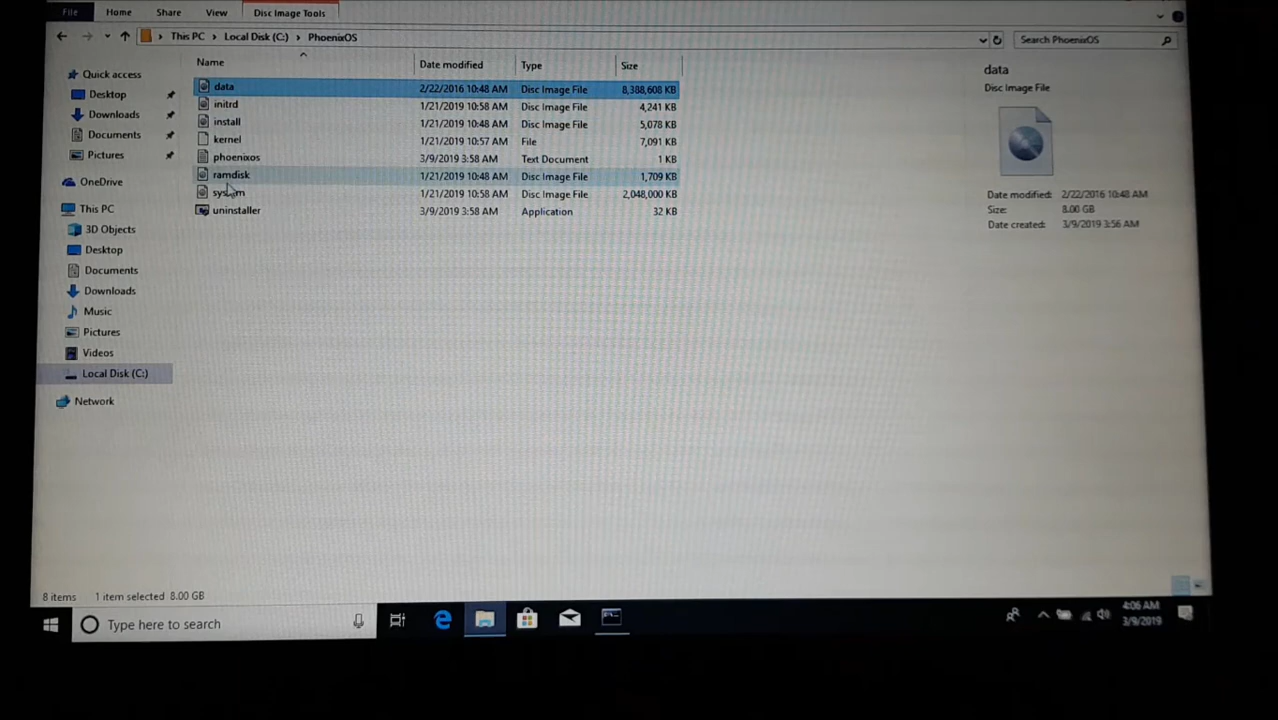 File Home Share View Disc Image Tools
This PC > Local Disk (C:) > PhoenixOS Search PhoenixOS
Name Date modified Type Size
data 2/22/2016 10:48 AM Disc Image File 8,388,608 KB
initrd 1/21/2019 10:58 AM Disc Image File 4,241 KB
install 1/21/2019 10:48 AM Disc Image File 5,078 KB
kernel 1/21/2019 10:57 AM File 7,091 KB
phoenixos 3/9/2019 3:58 AM Text Document 1 KB
ramdisk 1/21/2019 10:48 AM Disc Image File 1,709 KB
system 1/21/2019 10:58 AM Disc Image File 2,048,000 KB
uninstaller 3/9/2019 3:58 AM Application 32 KB
Quick access
Desktop
Downloads
Documents
Pictures
OneDrive
This PC
3D Objects
Desktop
Documents
Downloads
Music
Pictures
Videos
Local Disk (C:)
Network
data
Disc Image File
Date modified: 2/22/2016 10:48 AM
Size: 8.00 GB
Date created: 3/9/2019 3:56 AM
8 items 1 item selected 8.00 GB
Type here to search
4:06 AM
3/9/2019